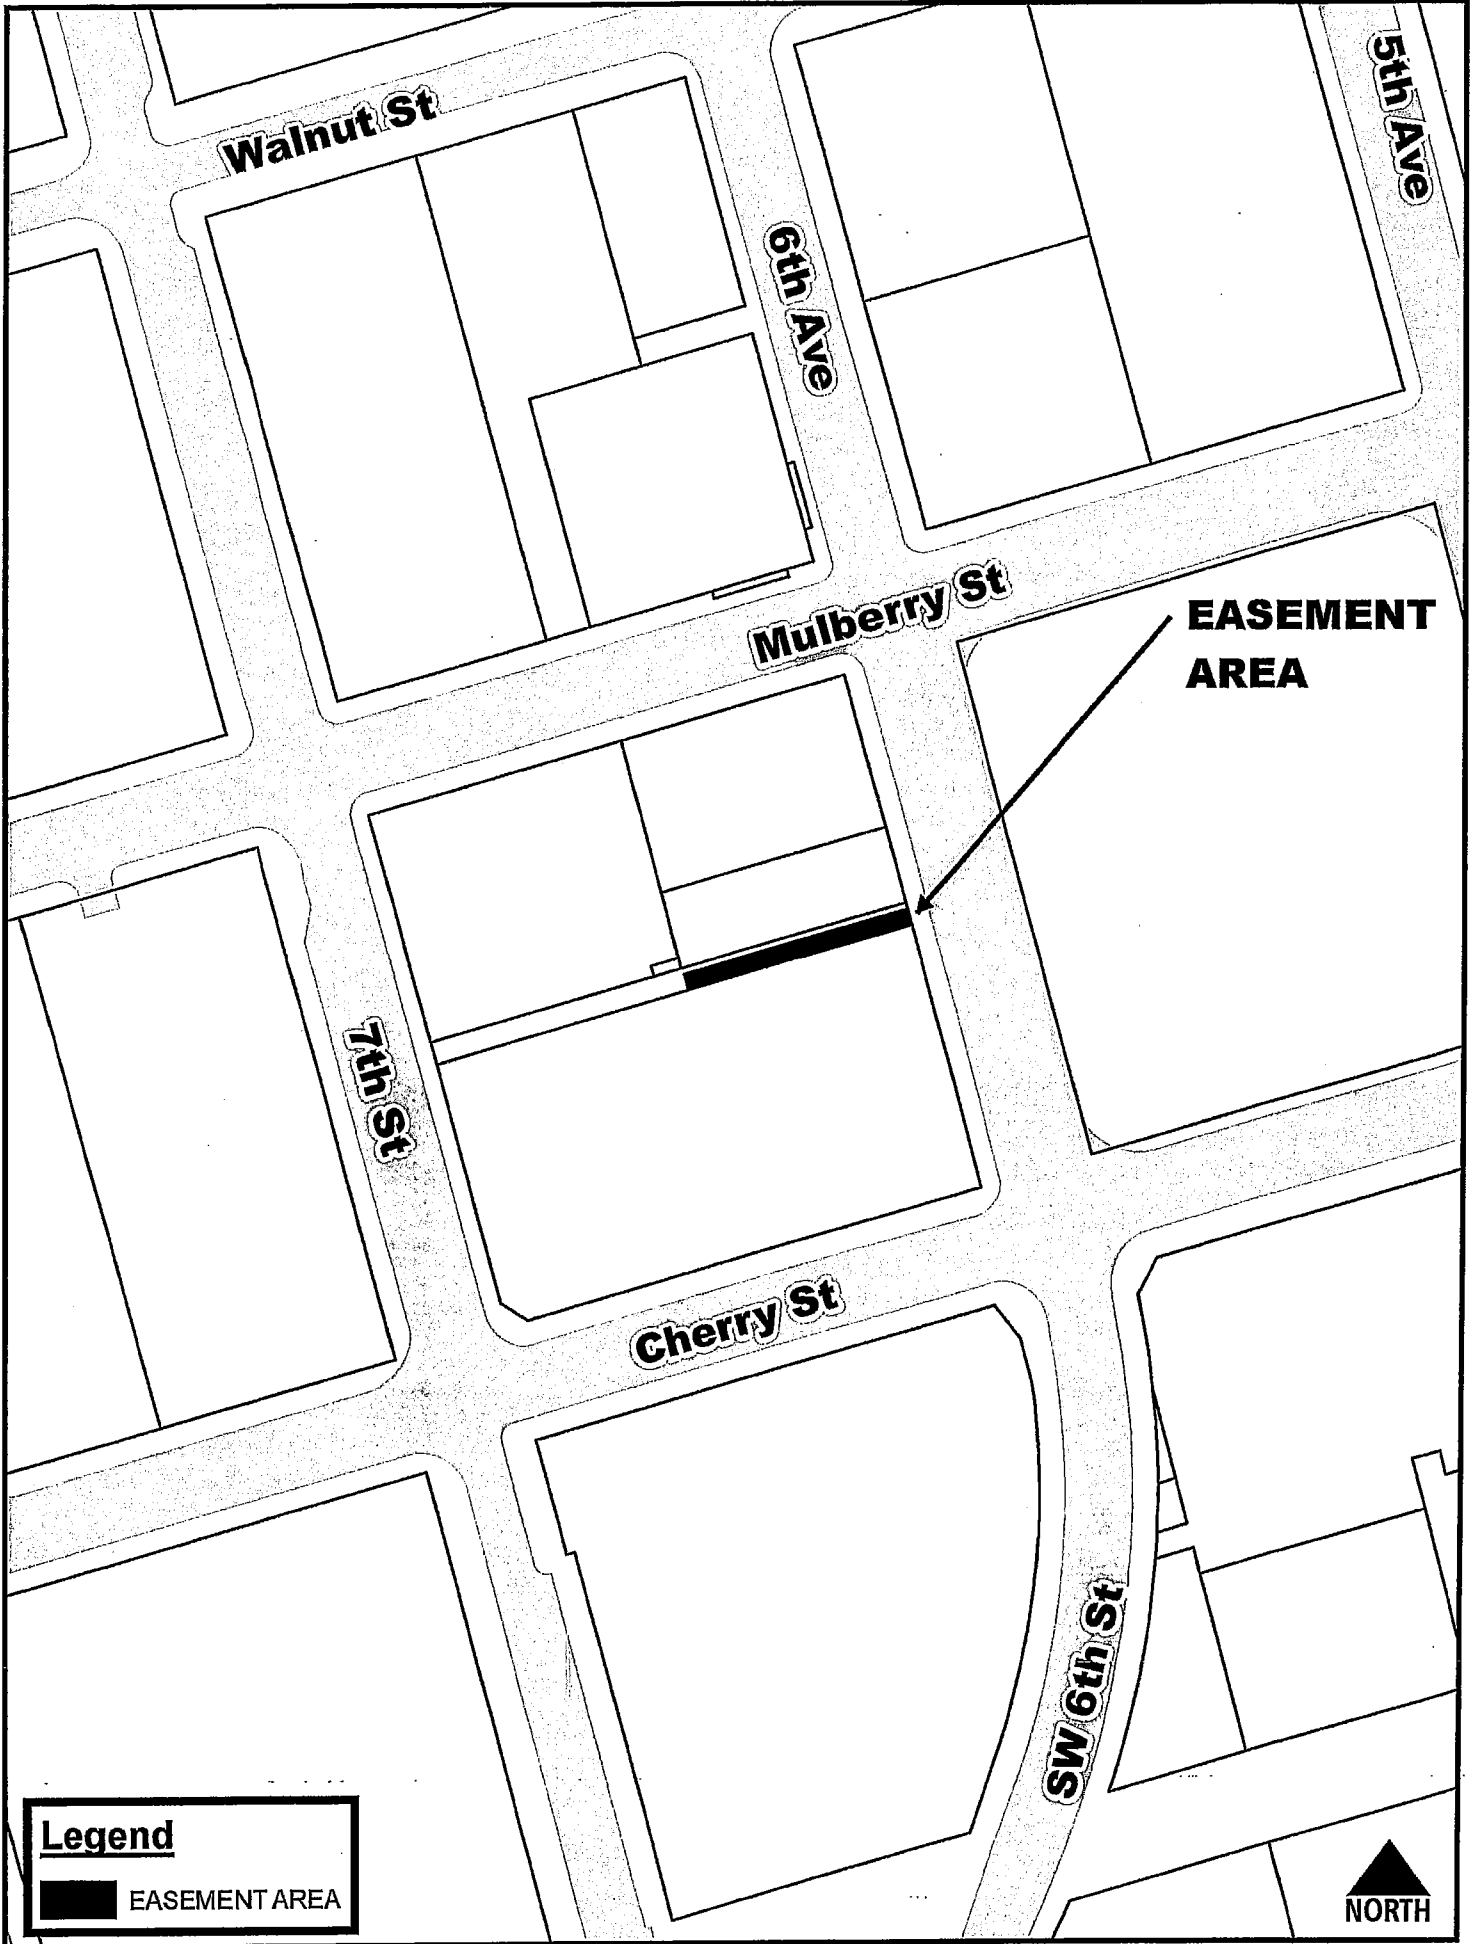 Walnut St
5th Ave
6th Ave
Mulberry St
EASEMENT
AREA
7th St
Cherry St
SW 6th St
Legend
EASEMENT AREA
NORTH